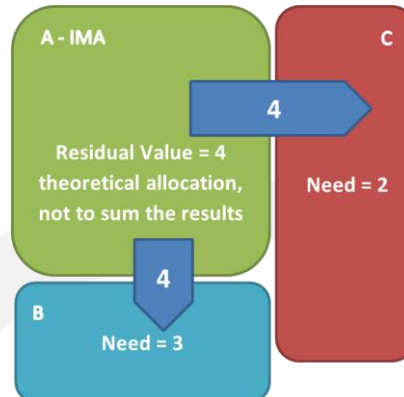 A - IMA
C
4
Residual Value = 4
theoretical allocation,
not to sum the results
Need = 2
4
B
Need = 3